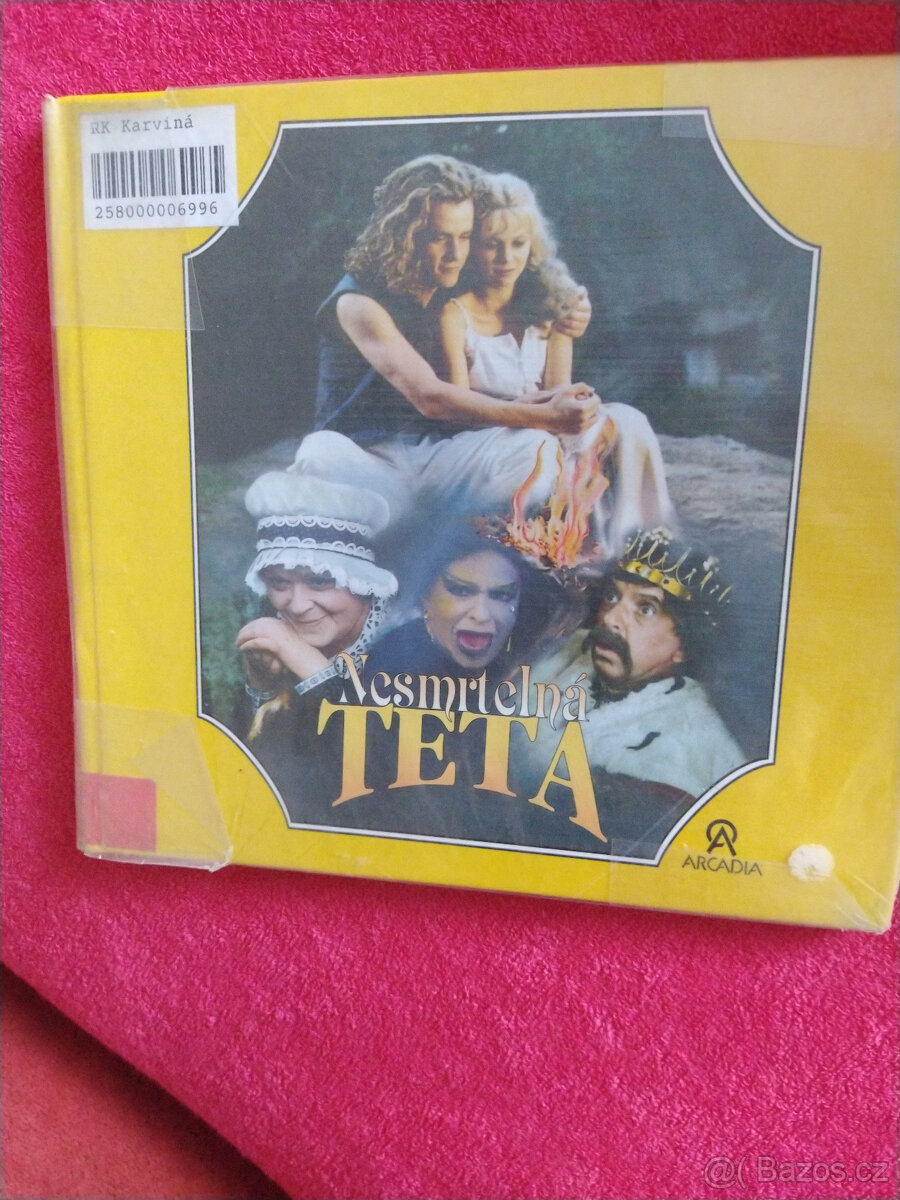 RK Karviná
258000006996
Nesmrtelná
TETA
ARCADIA
@( Bazos.cz